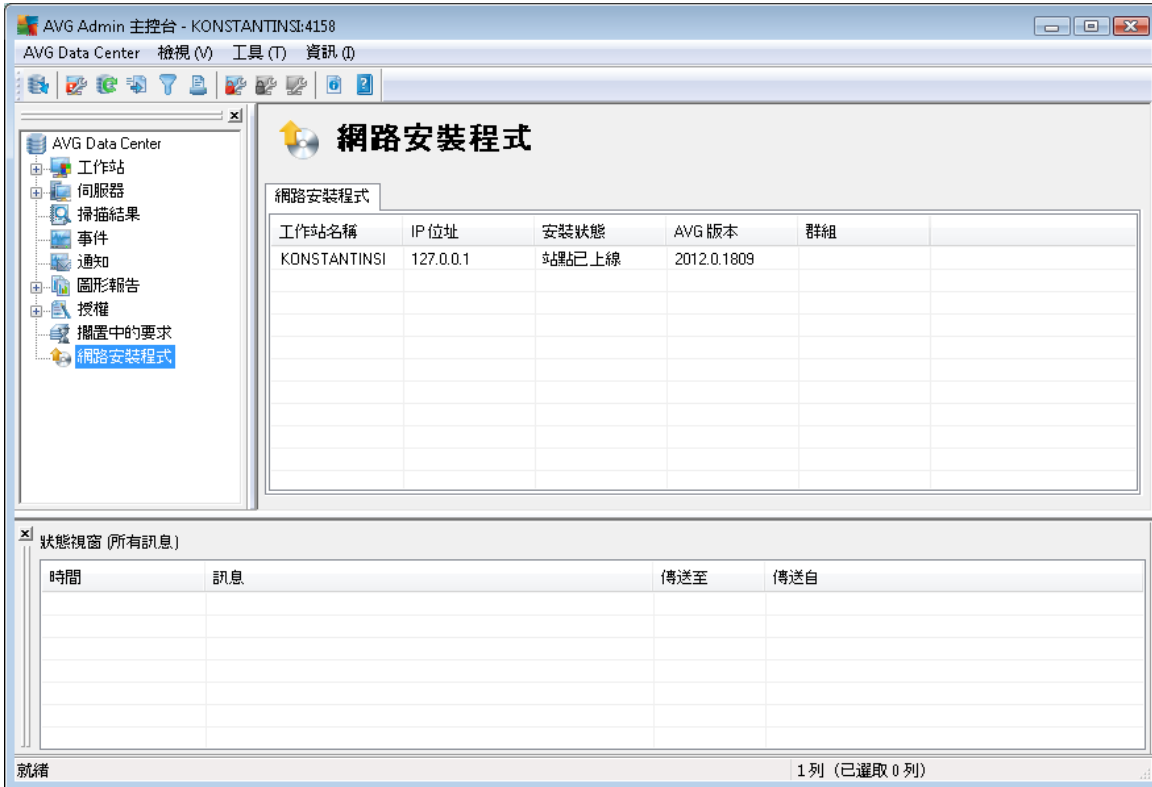 AVG Admin 主控台 - KONSTANTINSI:4158
AVG Data Center 檢視 (V) 工具 (T) 資訊 (I)
AVG Data Center
工作站
伺服器
掃描結果
事件
通知
圖形報告
授權
擱置中的要求
網路安裝程式
網路安裝程式
網路安裝程式
工作站名稱 IP 位址 安裝狀態 AVG 版本 群組
KONSTANTINSI 127.0.0.1 站點已上線 2012.0.1809
狀態視窗 (所有訊息)
時間 訊息 傳送至 傳送自
就緒 1 列 (已選取 0 列)